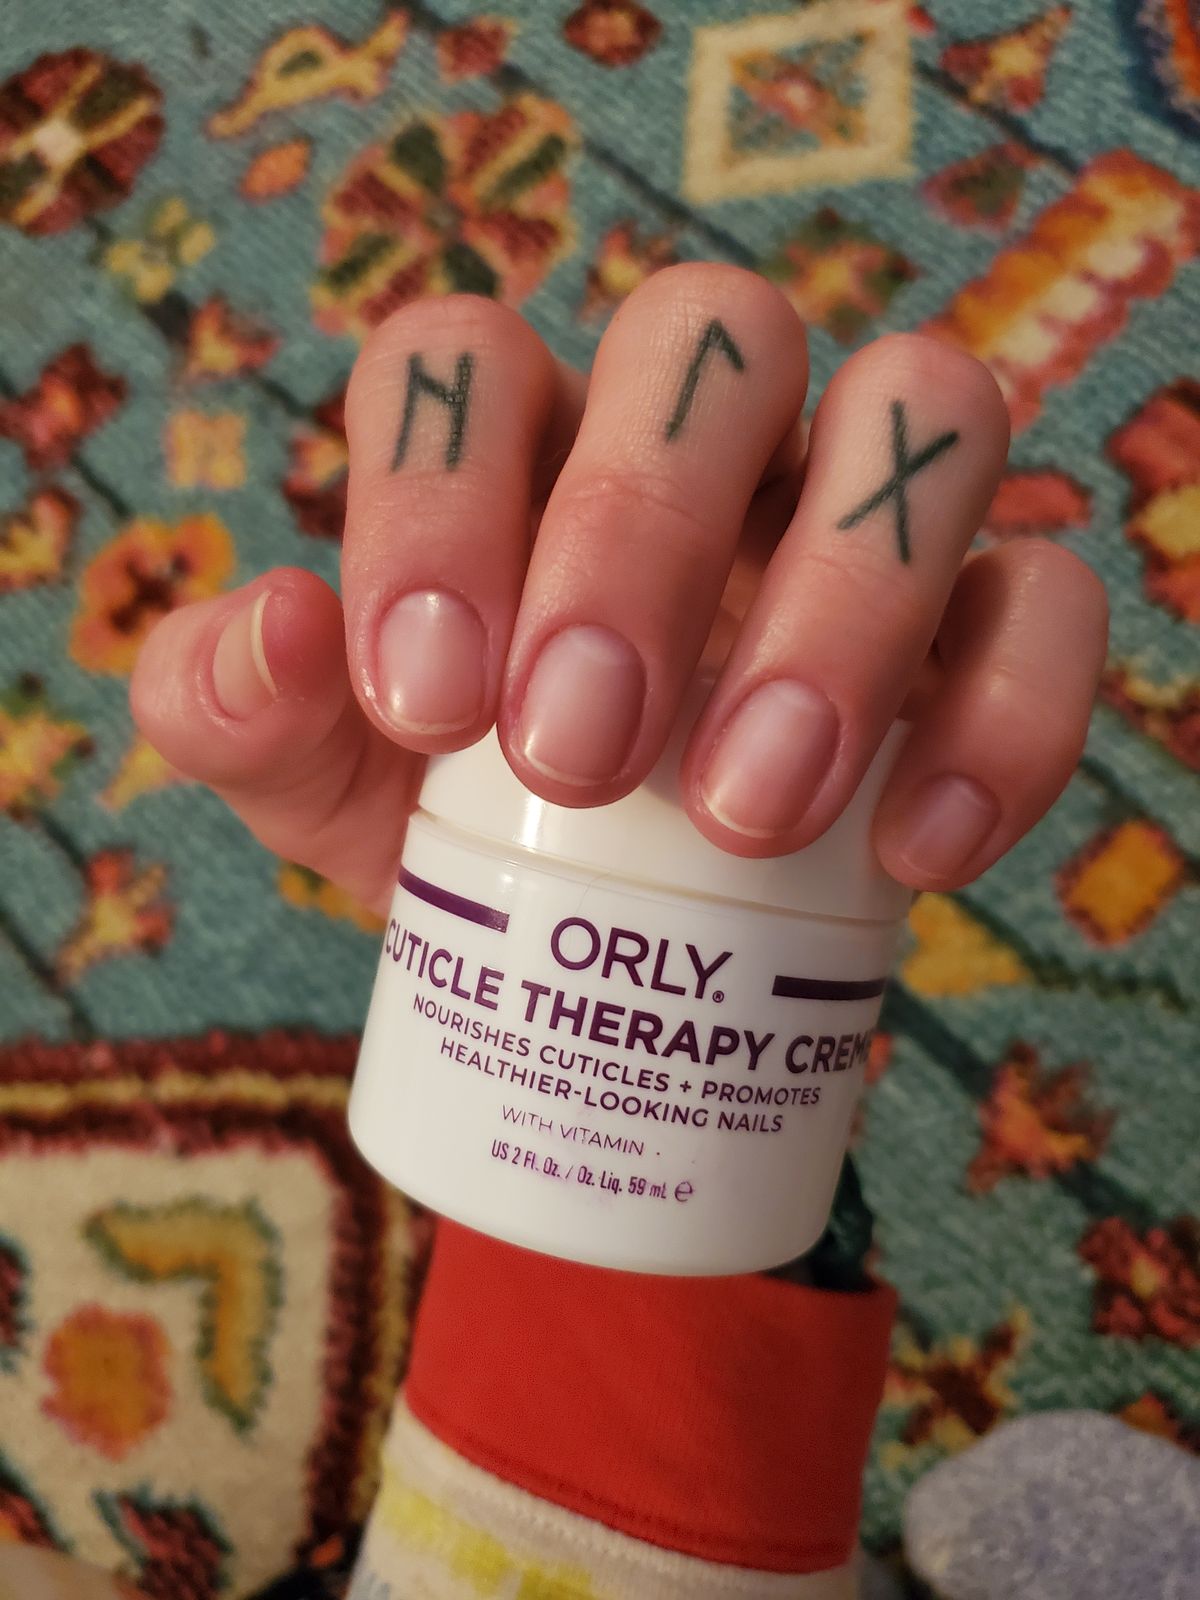 ᚺ ᛚ ᚷ
ORLY®
CUTICLE THERAPY CREME
NOURISHES CUTICLES + PROMOTES
HEALTHIER-LOOKING NAILS
WITH VITAMIN
US 2 Fl. Oz. / Oz. Liq. 59 mL ℮